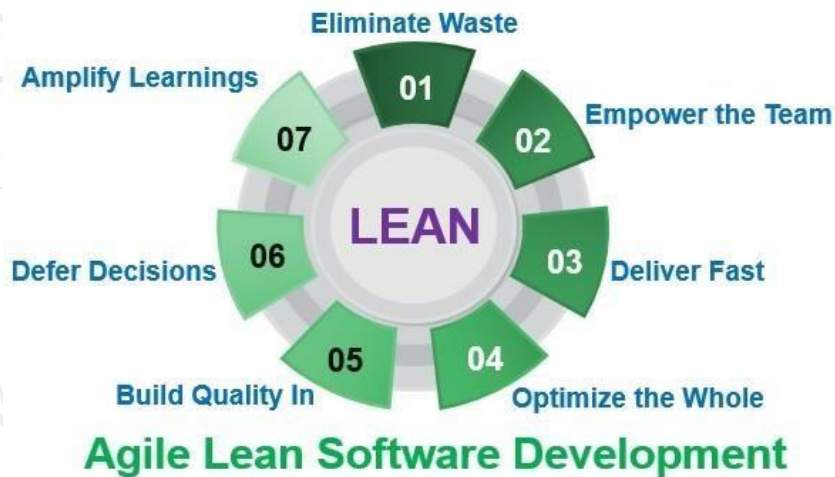 Eliminate Waste
01
Empower the Team
02
Deliver Fast
03
Optimize the Whole
04
Build Quality In
05
Defer Decisions
06
Amplify Learnings
07
LEAN
Agile Lean Software Development